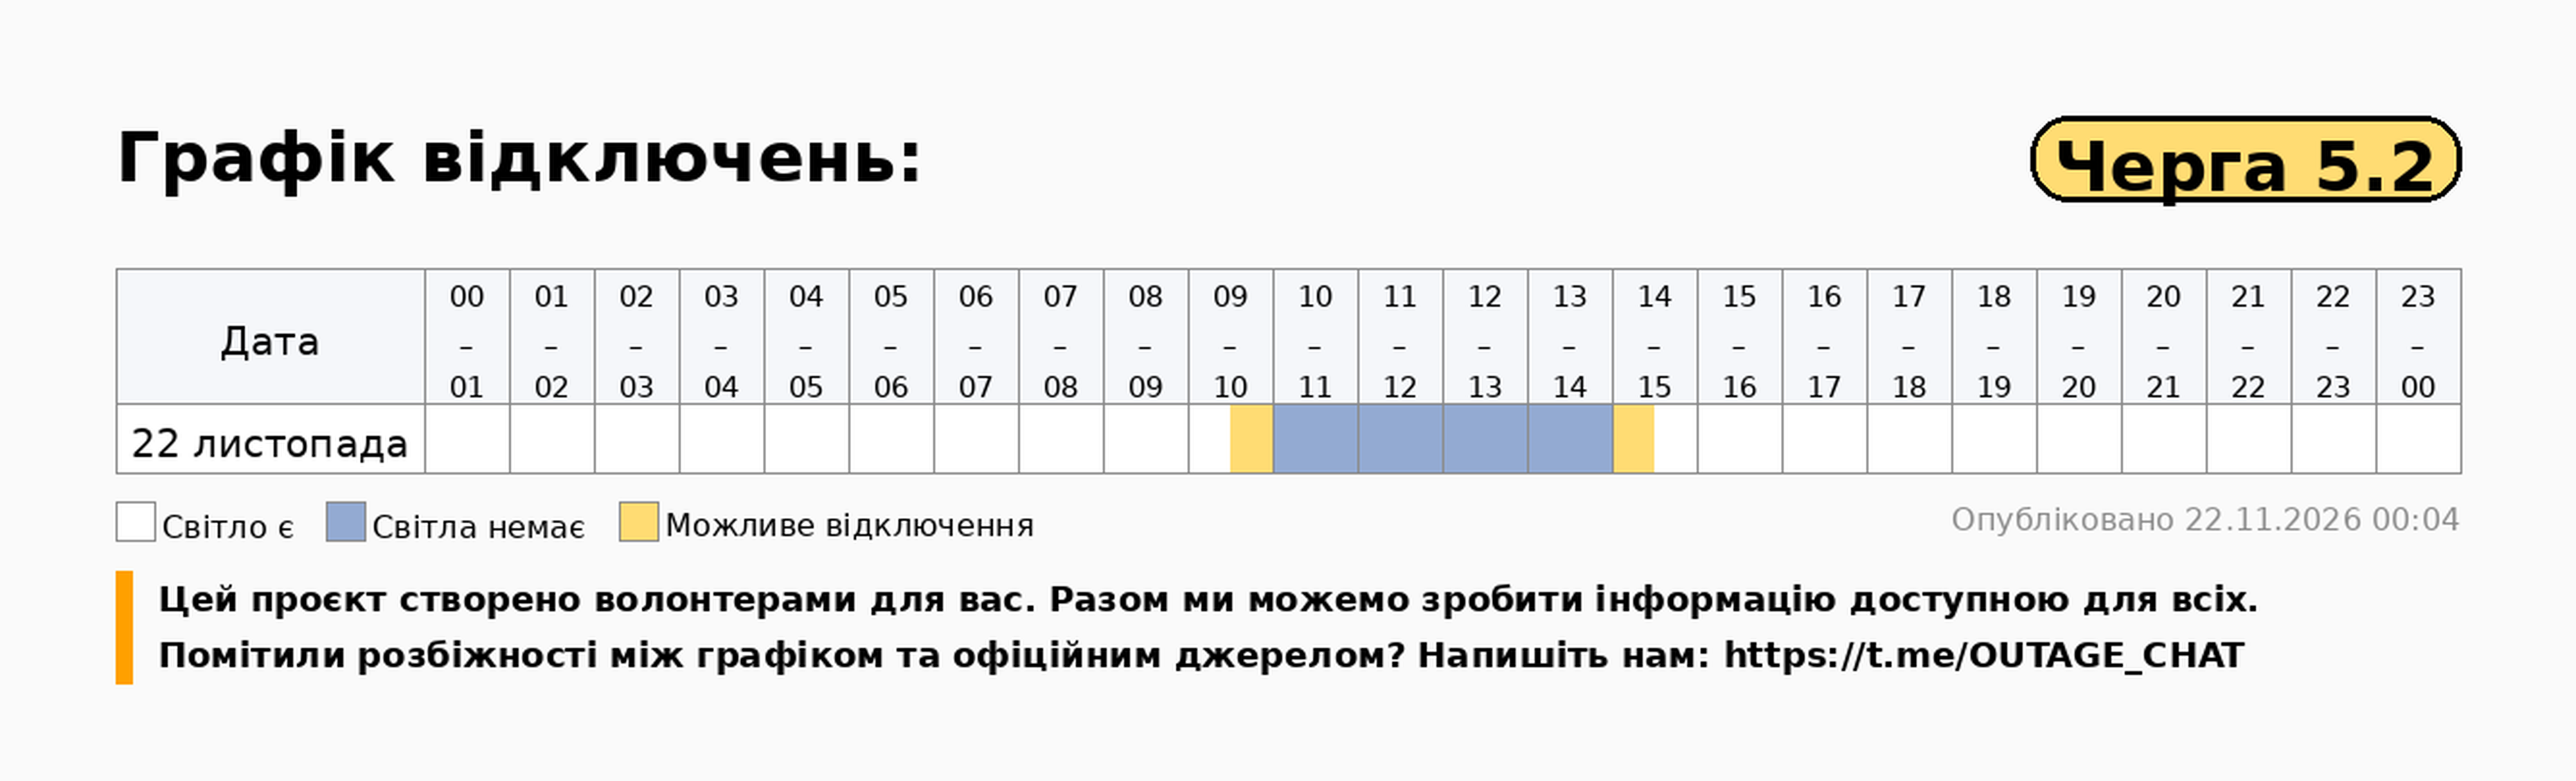 Графік відключень:
Черга 5.2
Дата 00 – 01 01 – 02 02 – 03 03 – 04 04 – 05 05 – 06 06 – 07 07 – 08 08 – 09 09 – 10 10 – 11 11 – 12 12 – 13 13 – 14 14 – 15 15 – 16 16 – 17 17 – 18 18 – 19 19 – 20 20 – 21 21 – 22 22 – 23 23 – 00
22 листопада
Світло є Світла немає Можливе відключення
Опубліковано 22.11.2026 00:04
Цей проєкт створено волонтерами для вас. Разом ми можемо зробити інформацію доступною для всіх.
Помітили розбіжності між графіком та офіційним джерелом? Напишіть нам: https://t.me/OUTAGE_CHAT